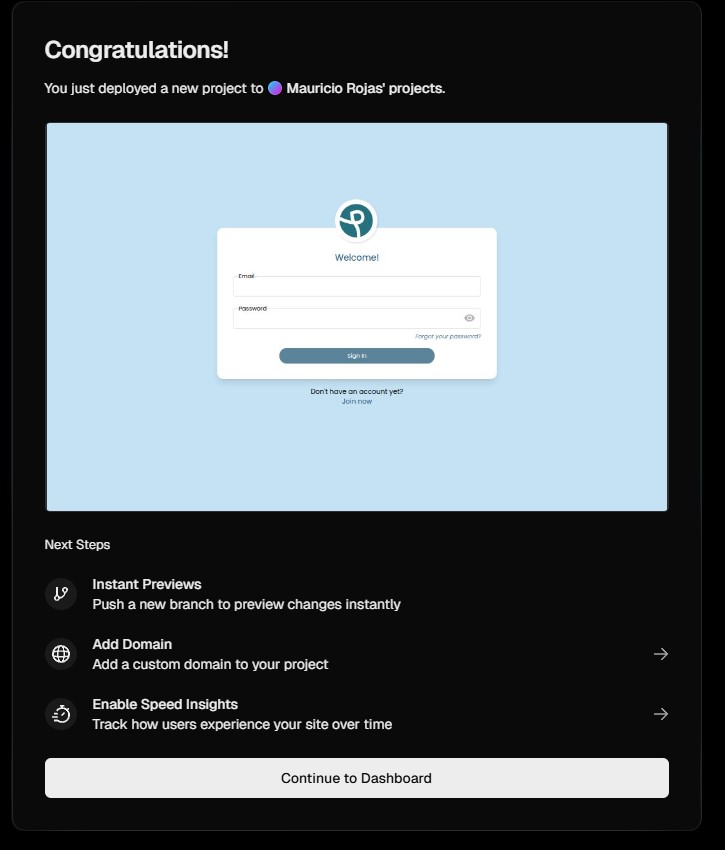 Congratulations!
You just deployed a new project to Mauricio Rojas' projects.
Welcome!
Email
Password
Forgot your password?
Sign In
Don't have an account yet?
Join now
Next Steps
Instant Previews
Push a new branch to preview changes instantly
Add Domain
Add a custom domain to your project
Enable Speed Insights
Track how users experience your site over time
Continue to Dashboard